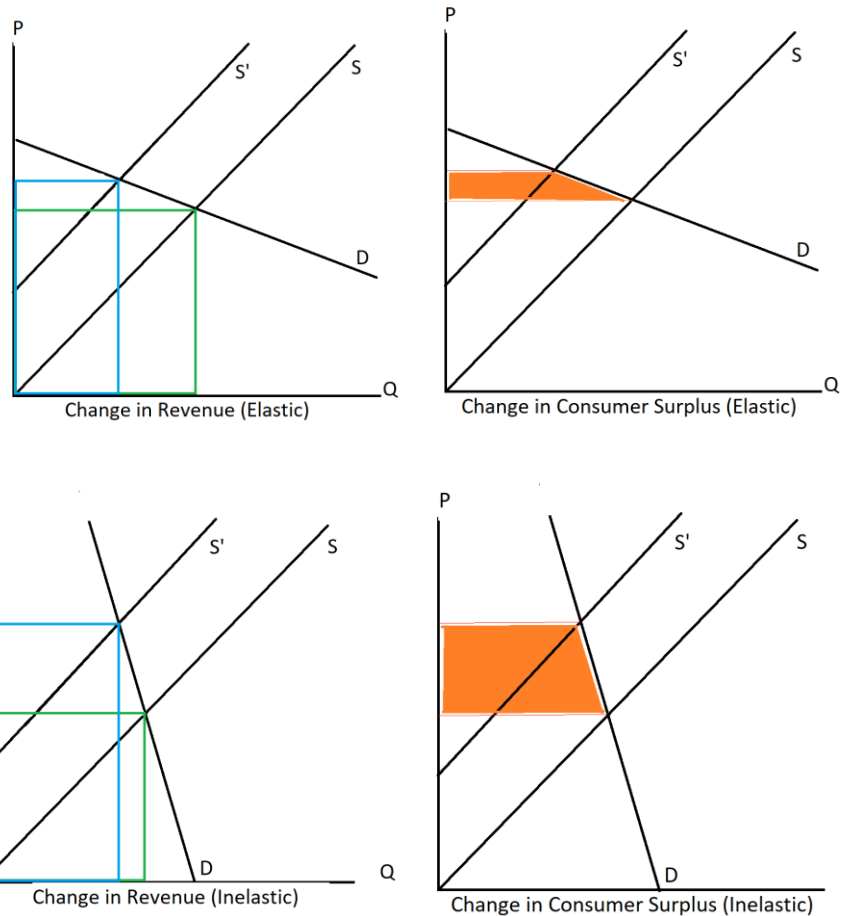 P
S'
S
D
Q
Change in Revenue (Elastic)
P
S'
S
D
Q
Change in Consumer Surplus (Elastic)
S'
S
D
Q
Change in Revenue (Inelastic)
P
S'
S
D
Change in Consumer Surplus (Inelastic)